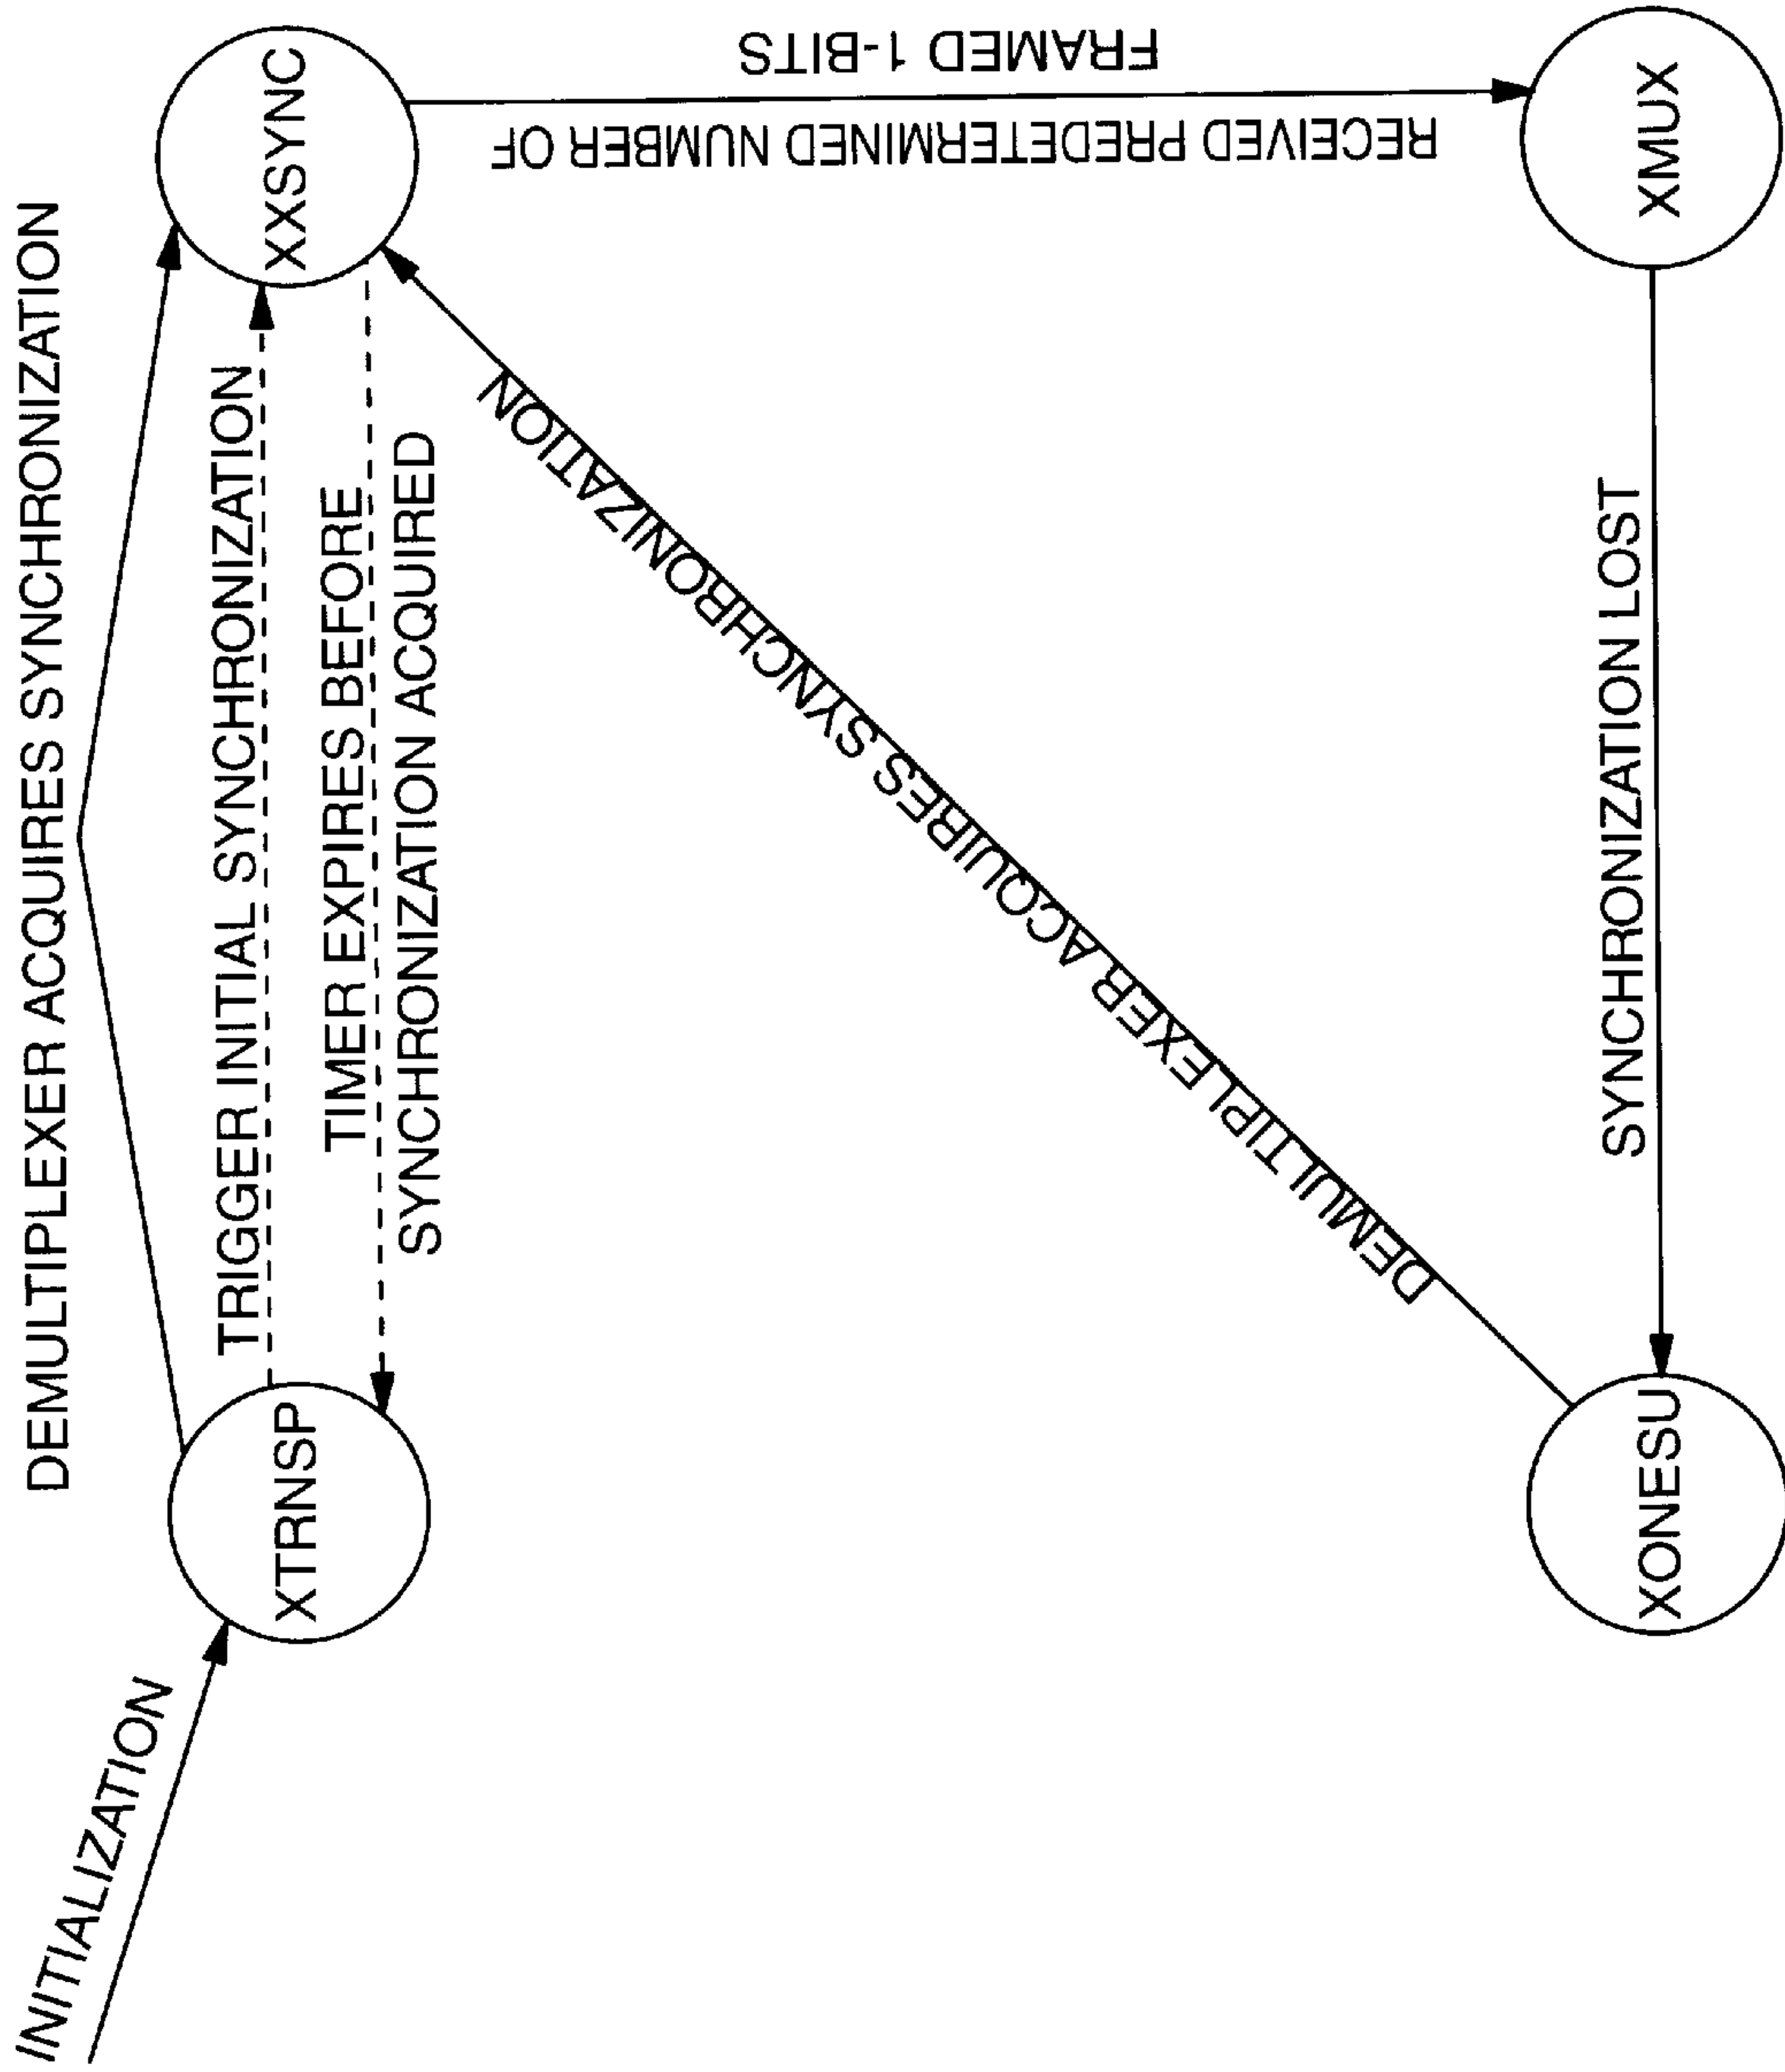 INITIALIZATION
DEMULTIPLEXER ACQUIRES SYNCHRONIZATION
XTRNSP
TRIGGER INITIAL SYNCHRONIZATION
TIMER EXPIRES BEFORE
SYNCHRONIZATION ACQUIRED
XXSYNC
DEMULTIPLEXER ACQUIRES SYNCHRONIZATION
RECEIVED PREDETERMINED NUMBER OF
FRAMED 1-BITS
XONESU
SYNCHRONIZATION LOST
XMUX